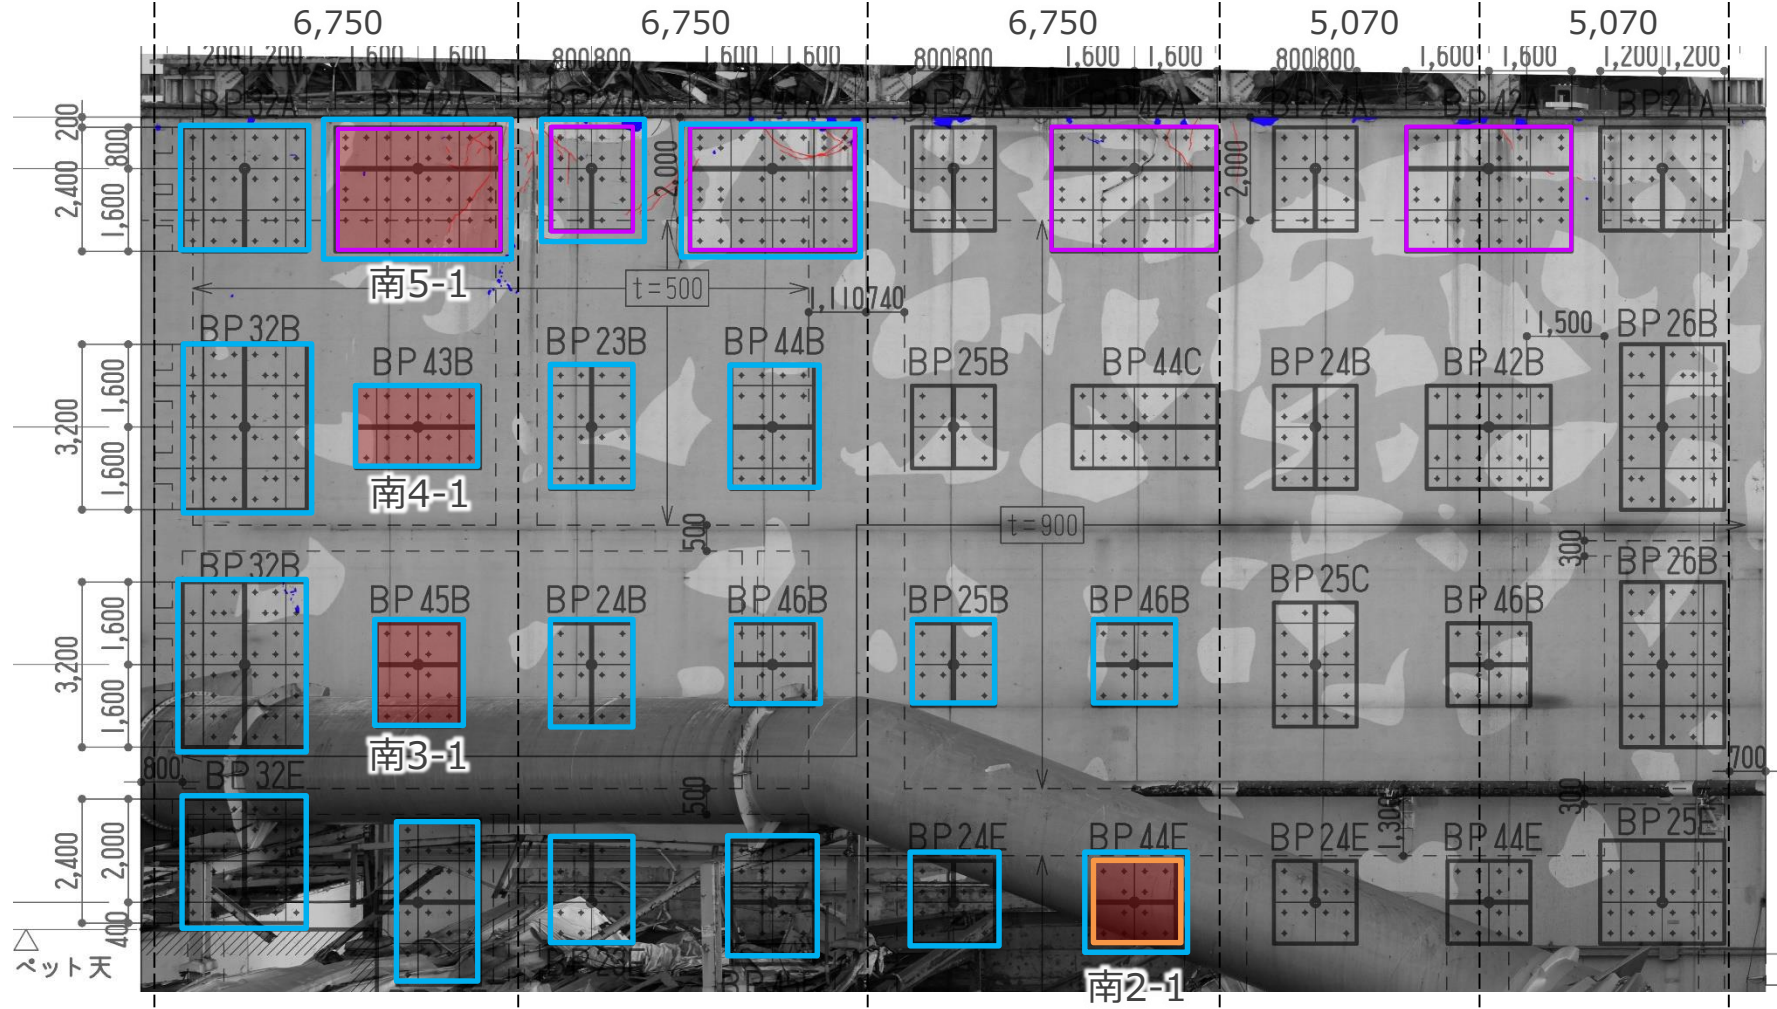 6,750 6,750 6,750 5,070 5,070
1,200 1,200 1,600 1,600 800 800 1,600 1,600 800 800 1,600 1,600 800 800 1,600 1,600 1,200 1,200
BP32A BP42A BP24A BP24A BP42A BP24A BP42A BP21A
200
800
2,400
1,600
2,000
2,000
南5-1
t=500
1,110 740
1,500
BP32B BP43B BP23B BP44B BP25B BP44C BP24B BP42B BP26B
1,600
3,200
1,600
南4-1
500
t=900
300
BP32B BP45B BP24B BP46B BP25B BP46B BP25C BP46B BP26B
1,600
3,200
1,600
南3-1
800
700
BP32E
500
300
1,300
BP24E BP44E BP24E BP44E BP25E
2,400
2,000
400
ペット天
BP23E
南2-1